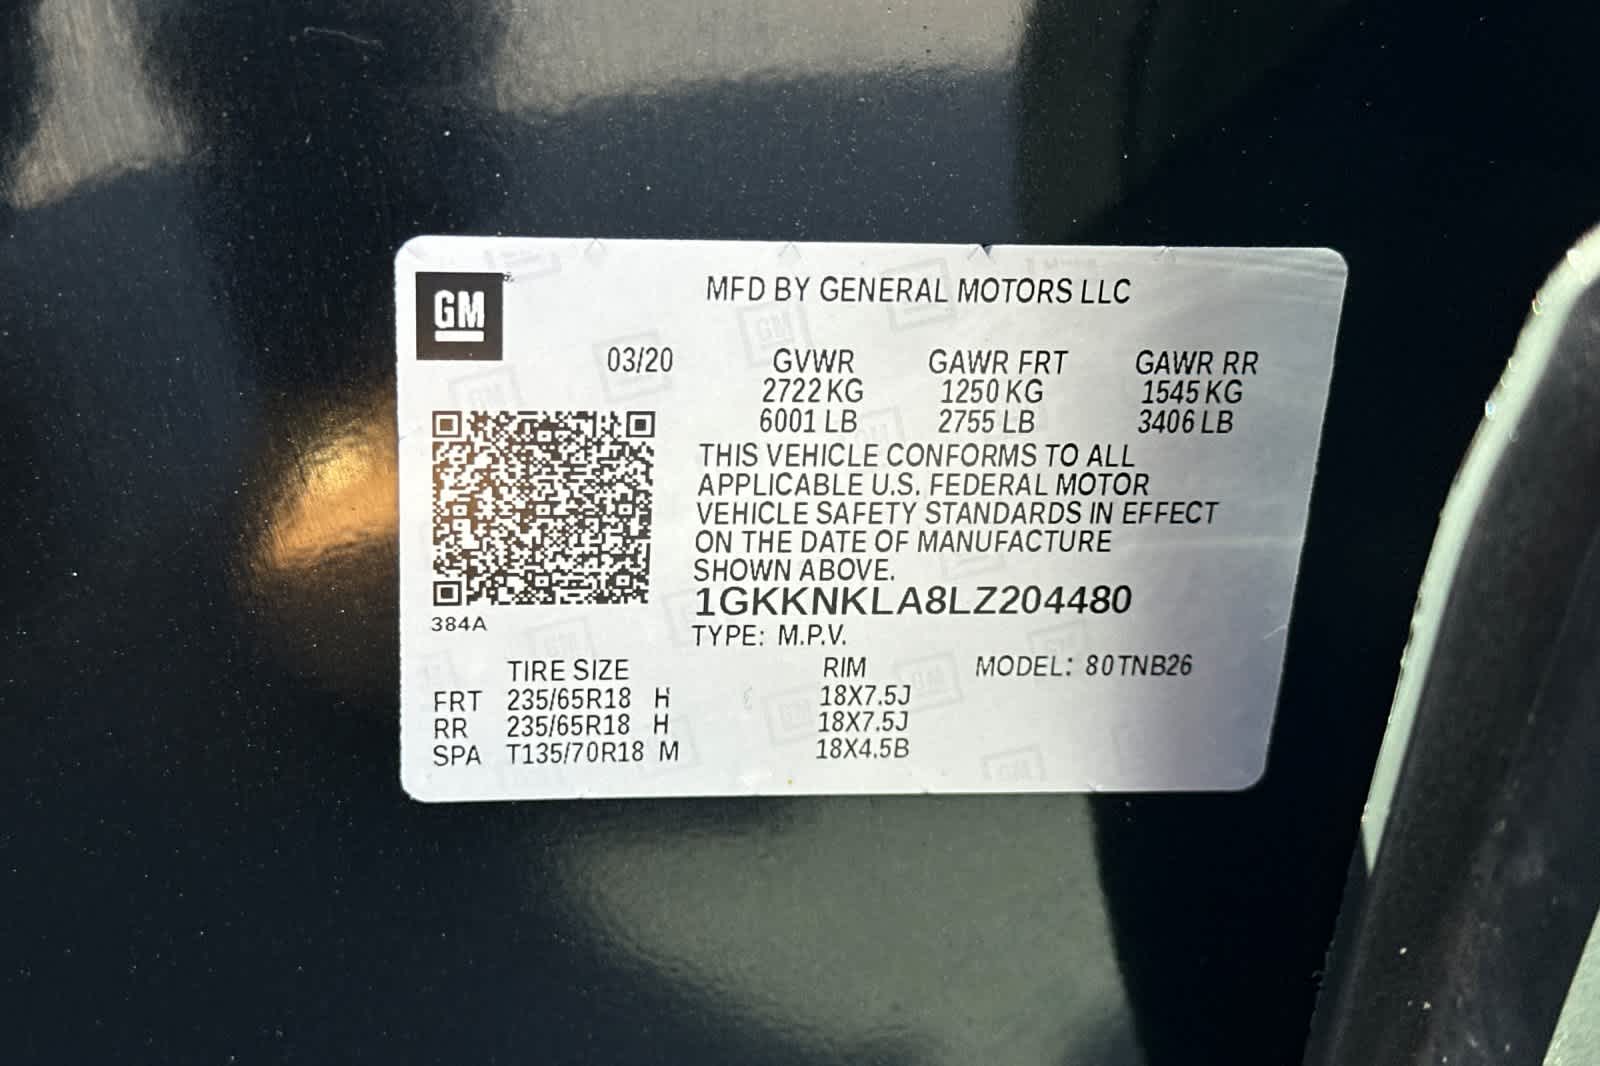 GM
MFD BY GENERAL MOTORS LLC
03/20 GVWR GAWR FRT GAWR RR
2722 KG 1250 KG 1545 KG
6001 LB 2755 LB 3406 LB
THIS VEHICLE CONFORMS TO ALL
APPLICABLE U.S. FEDERAL MOTOR
VEHICLE SAFETY STANDARDS IN EFFECT
ON THE DATE OF MANUFACTURE
SHOWN ABOVE.
1GKKNKLA8LZ204480
384A
TYPE: M.P.V.
TIRE SIZE RIM MODEL: 80TNB26
FRT 235/65R18 H 18X7.5J
RR 235/65R18 H 18X7.5J
SPA T135/70R18 M 18X4.5B